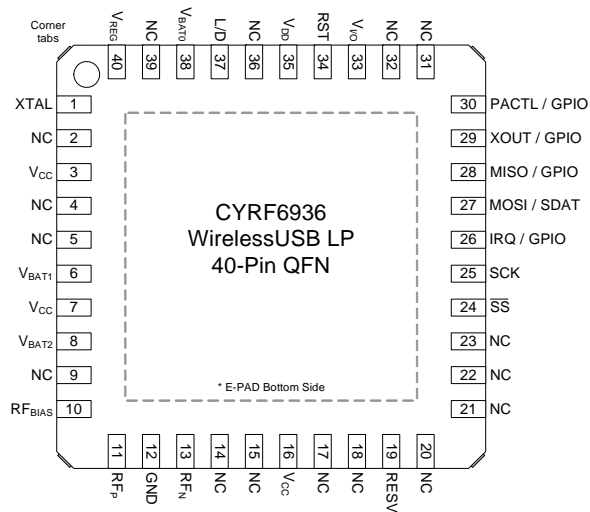 Corner
tabs
VREG
NC
VBAT0
L/D
NC
VDD
RST
VI/O
NC
NC
40
39
38
37
36
35
34
33
32
31
XTAL 1
NC 2
VCC 3
NC 4
NC 5
VBAT1 6
VCC 7
VBAT2 8
NC 9
RFBIAS 10
CYRF6936
WirelessUSB LP
40-Pin QFN
* E-PAD Bottom Side
30 PACTL / GPIO
29 XOUT / GPIO
28 MISO / GPIO
27 MOSI / SDAT
26 IRQ / GPIO
25 SCK
24 SS
23 NC
22 NC
21 NC
11
12
13
14
15
16
17
18
19
20
RFP
GND
RFN
NC
NC
VCC
NC
NC
RESV
NC